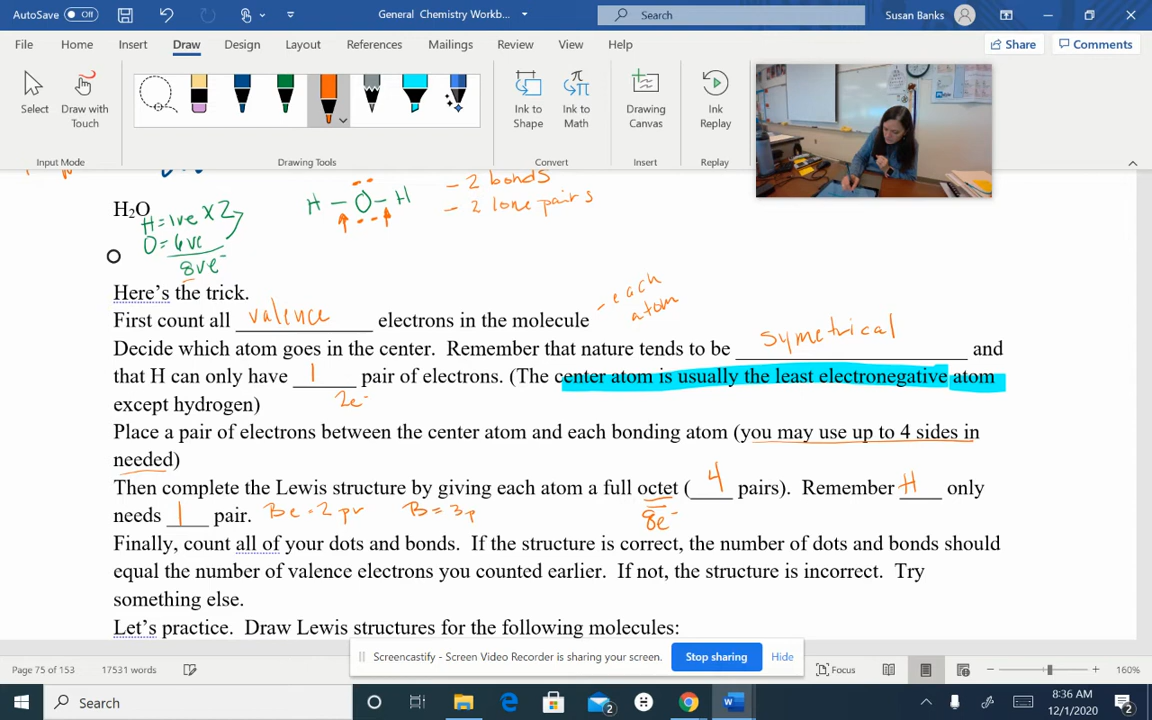 AutoSave Off
General Chemistry Workb...
Search
Susan Banks
File Home Insert Draw Design Layout References Mailings Review View Help
Share Comments
Select
Draw with Touch
Ink to Shape
Ink to Math
Drawing Canvas
Ink Replay
Input Mode Drawing Tools Convert Insert Replay
- 2 bonds
H - O - H
- 2 lone pairs
H2O
H = 1ve x 2
O = 6ve
8ve-
Here's the trick.
First count all valence electrons in the molecule - each atom
Decide which atom goes in the center. Remember that nature tends to be symetrical and
that H can only have 1 pair of electrons. (The center atom is usually the least electronegative atom
2e-
except hydrogen)
Place a pair of electrons between the center atom and each bonding atom (you may use up to 4 sides in
needed)
Then complete the Lewis structure by giving each atom a full octet (4 pairs). Remember H only
needs 1 pair. Be = 2 pr B = 3p 8e-
Finally, count all of your dots and bonds. If the structure is correct, the number of dots and bonds should
equal the number of valence electrons you counted earlier. If not, the structure is incorrect. Try
something else.
Let's practice. Draw Lewis structures for the following molecules:
Screencastify - Screen Video Recorder is sharing your screen. Stop sharing Hide
Page 75 of 153 17531 words Focus 160%
Search
2
8:36 AM
12/1/2020
2